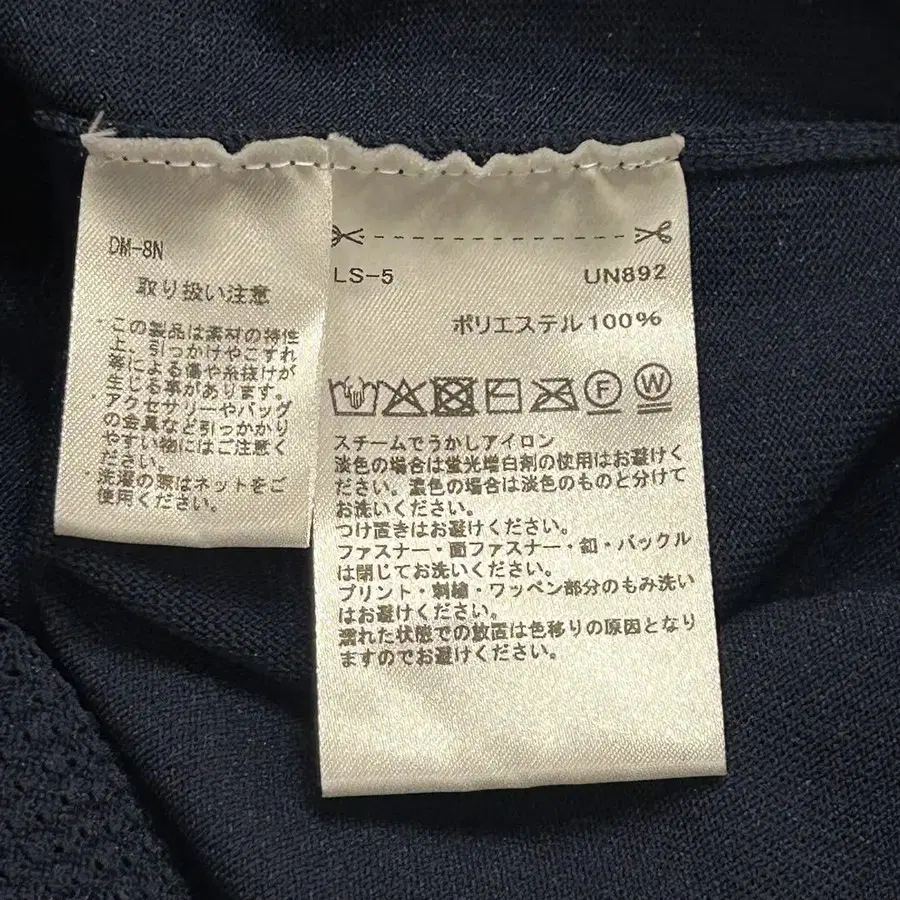 DM-8N
取り扱い注意
・この製品は素材の特性
上、引っかけやこすれ
等による傷や糸抜けが
生じる事があります。
アクセサリーやバッグ
の金具など引っかかり
やすい物にはご注意く
ださい。
・洗濯の際はネットをご
使用ください。
LS-5 UN892
ポリエステル100%
F W
スチームでうかしアイロン
淡色の場合は蛍光増白剤の使用はお避けく
ださい。濃色の場合は淡色のものと分けて
お洗いください。
つけ置きはお避けください。
ファスナー・面ファスナー・釦・バックル
は閉じてお洗いください。
プリント・刺繍・ワッペン部分のもみ洗い
はお避けください。
濡れた状態での放置は色移りの原因となり
ますのでお避けください。